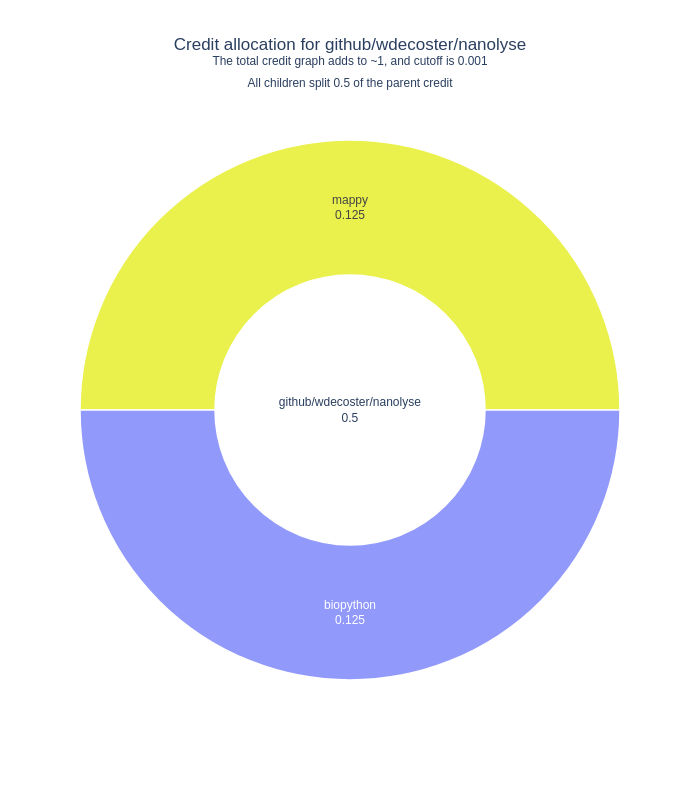 Credit allocation for github/wdecoster/nanolyse
The total credit graph adds to ~1, and cutoff is 0.001
All children split 0.5 of the parent credit
mappy
0.125
github/wdecoster/nanolyse
0.5
biopython
0.125